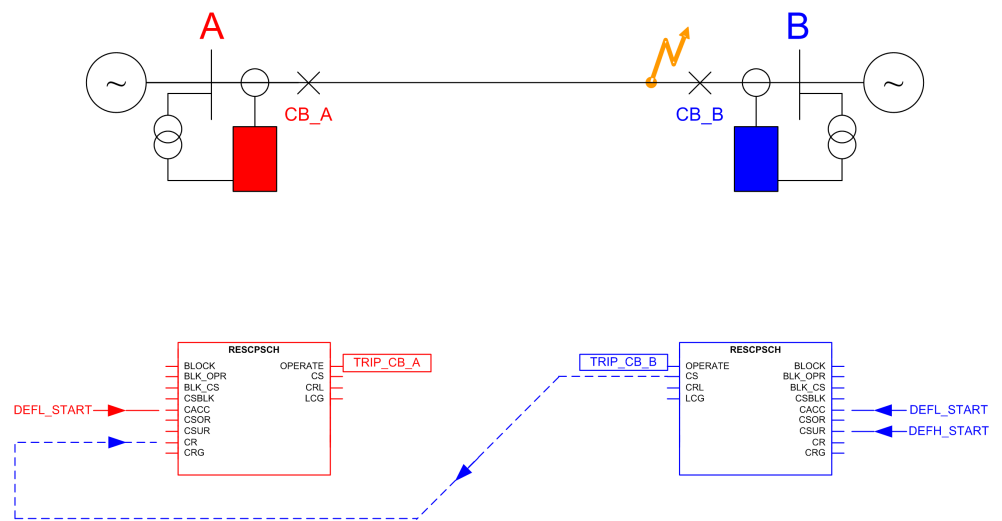 A
B
~
~
CB_A
CB_B
RESCPSCH
BLOCK
BLK_OPR
BLK_CS
CSBLK
CACC
CSOR
CSUR
CR
CRG
OPERATE
CS
CRL
LCG
TRIP_CB_A
DEFL_START
TRIP_CB_B
RESCPSCH
OPERATE
CS
CRL
LCG
BLOCK
BLK_OPR
BLK_CS
CSBLK
CACC
CSOR
CSUR
CR
CRG
DEFL_START
DEFH_START